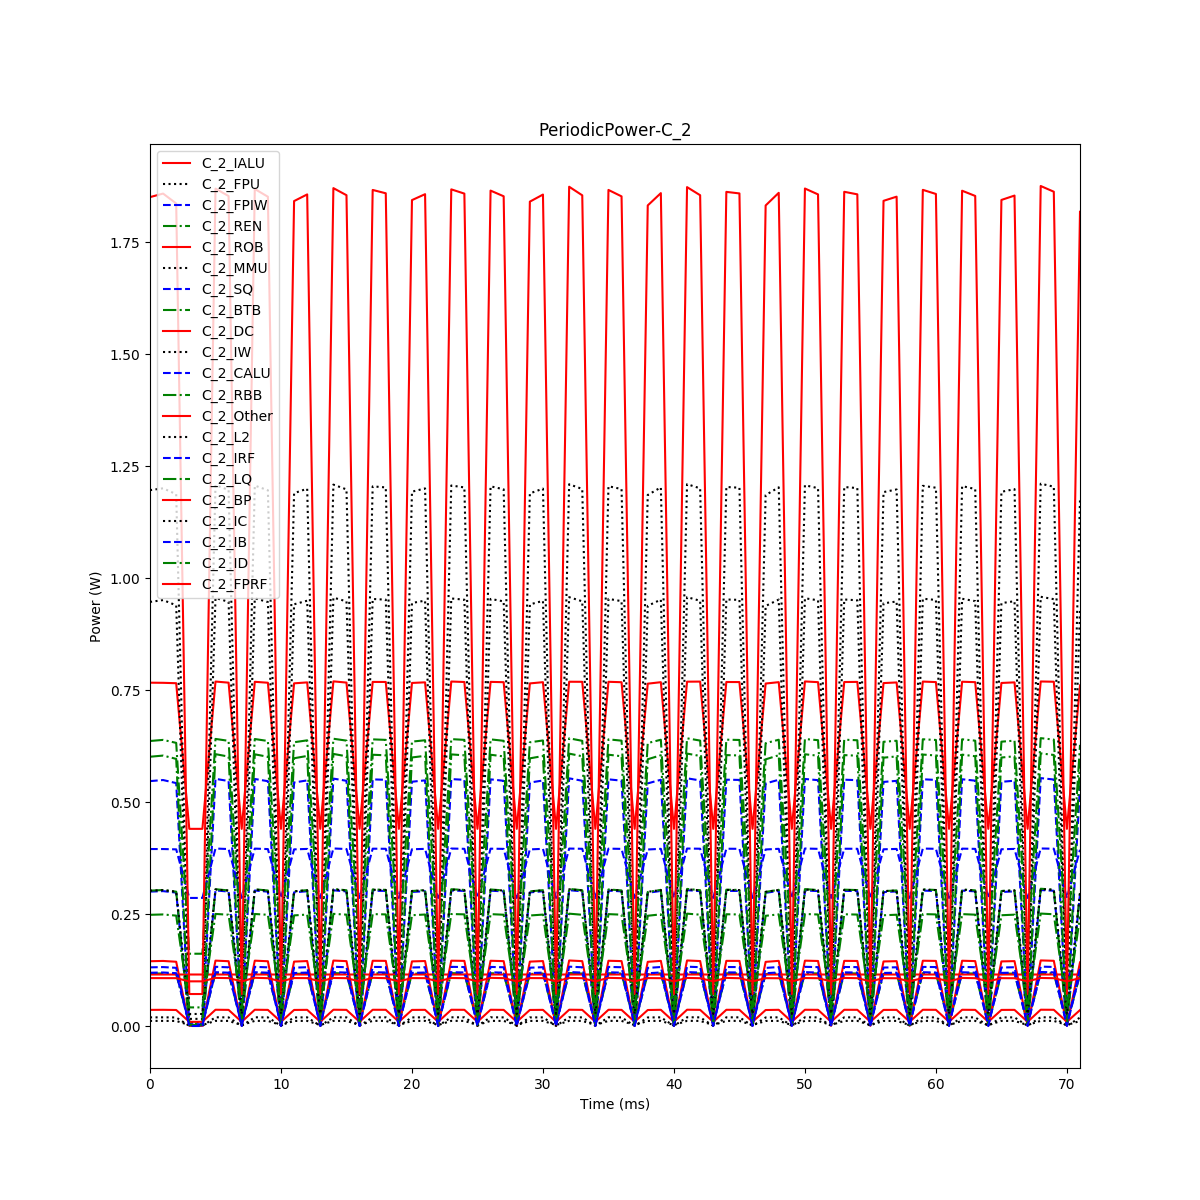 PeriodicPower-C_2
C_2_IALU
C_2_FPU
C_2_FPIW
C_2_REN
C_2_ROB
C_2_MMU
C_2_SQ
C_2_BTB
C_2_DC
C_2_IW
C_2_CALU
C_2_RBB
C_2_Other
C_2_L2
C_2_IRF
C_2_LQ
C_2_BP
C_2_IC
C_2_IB
C_2_ID
C_2_FPRF
1.75
1.50
1.25
1.00
0.75
0.50
0.25
0.00
Power (W)
0 10 20 30 40 50 60 70
Time (ms)